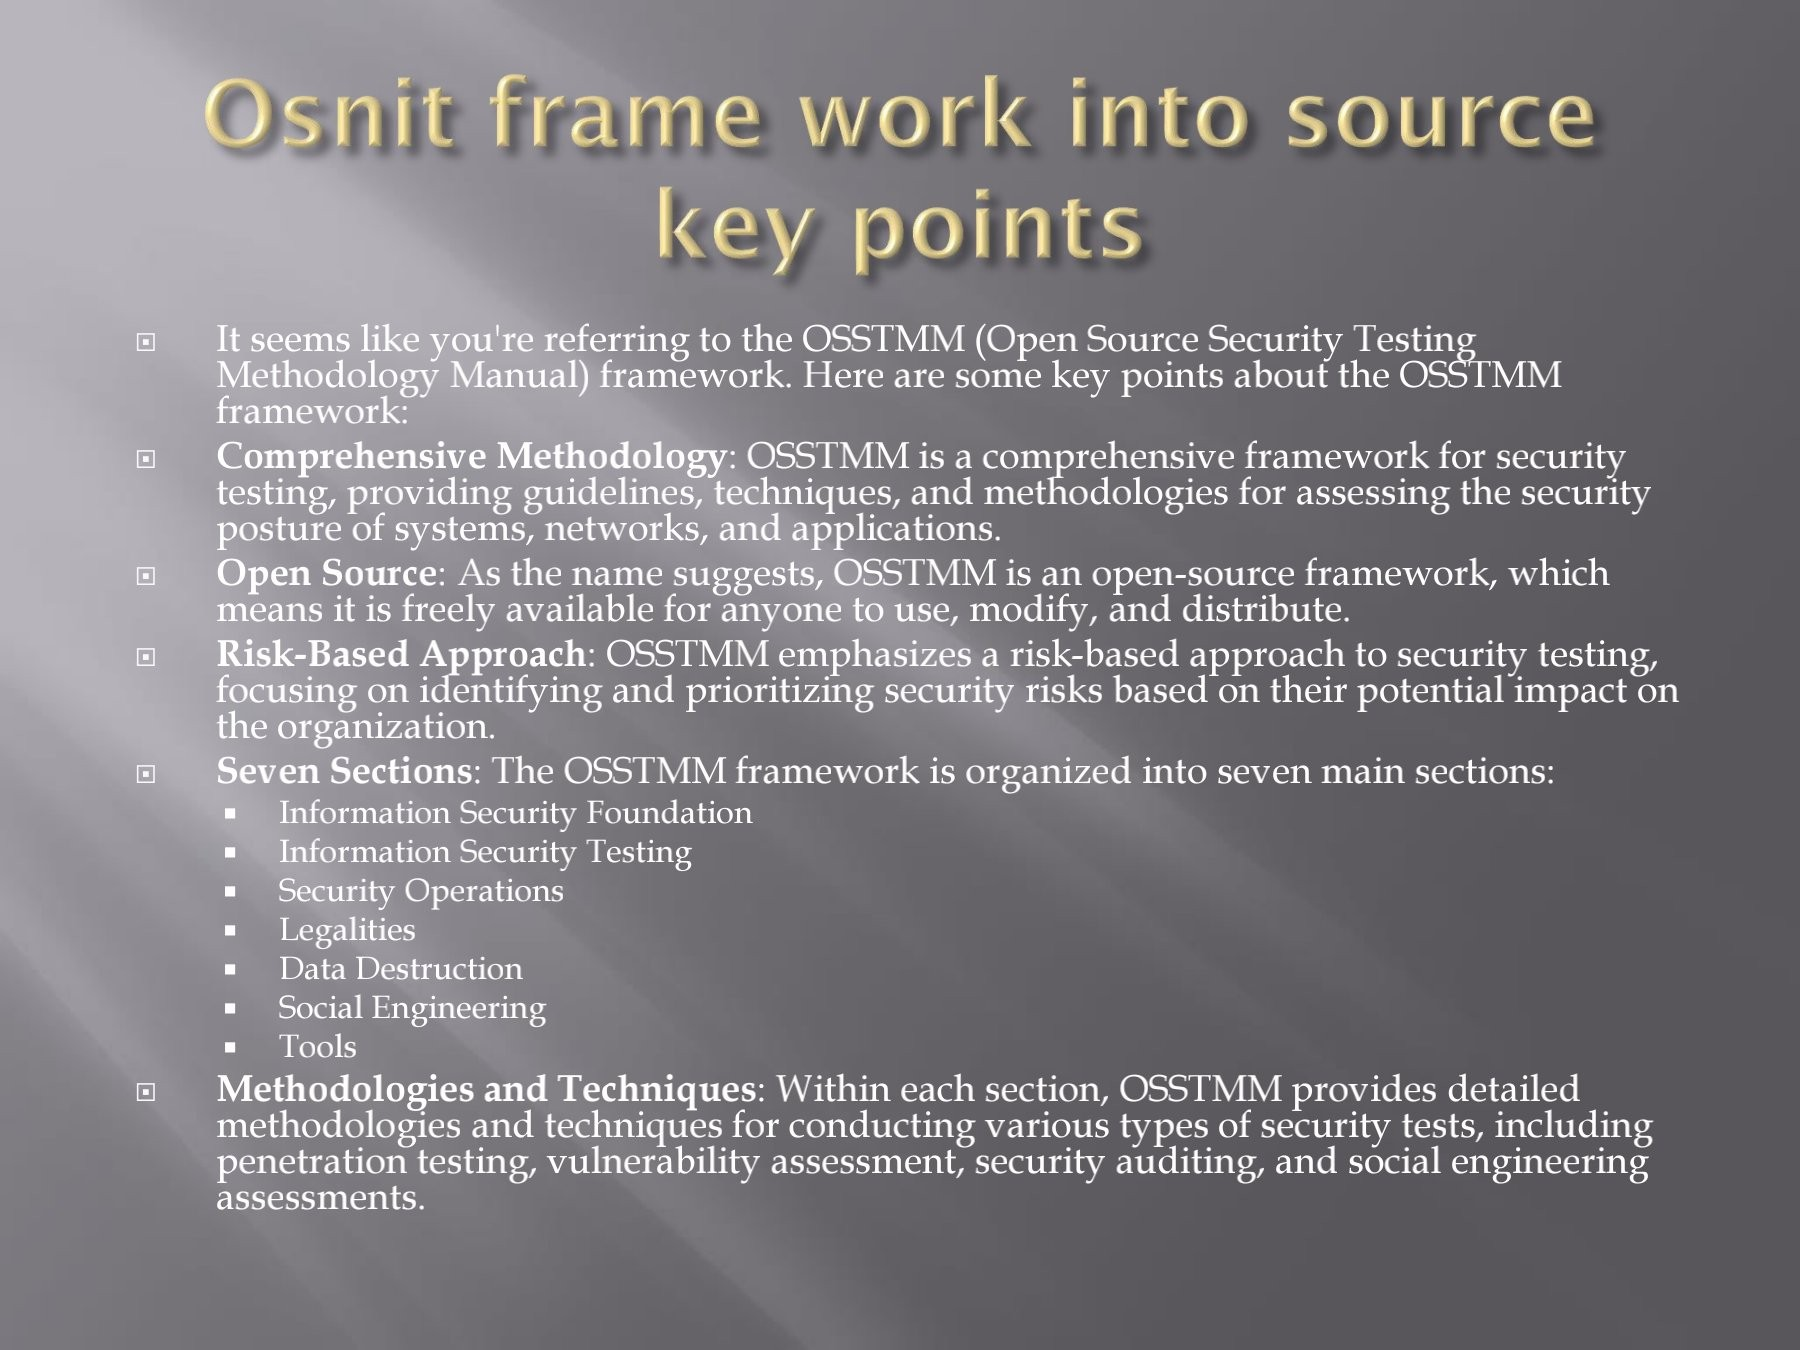 Osnit frame work into source
key points
It seems like you're referring to the OSSTMM (Open Source Security Testing
Methodology Manual) framework. Here are some key points about the OSSTMM
framework:
Comprehensive Methodology: OSSTMM is a comprehensive framework for security
testing, providing guidelines, techniques, and methodologies for assessing the security
posture of systems, networks, and applications.
Open Source: As the name suggests, OSSTMM is an open-source framework, which
means it is freely available for anyone to use, modify, and distribute.
Risk-Based Approach: OSSTMM emphasizes a risk-based approach to security testing,
focusing on identifying and prioritizing security risks based on their potential impact on
the organization.
Seven Sections: The OSSTMM framework is organized into seven main sections:
Information Security Foundation
Information Security Testing
Security Operations
Legalities
Data Destruction
Social Engineering
Tools
Methodologies and Techniques: Within each section, OSSTMM provides detailed
methodologies and techniques for conducting various types of security tests, including
penetration testing, vulnerability assessment, security auditing, and social engineering
assessments.